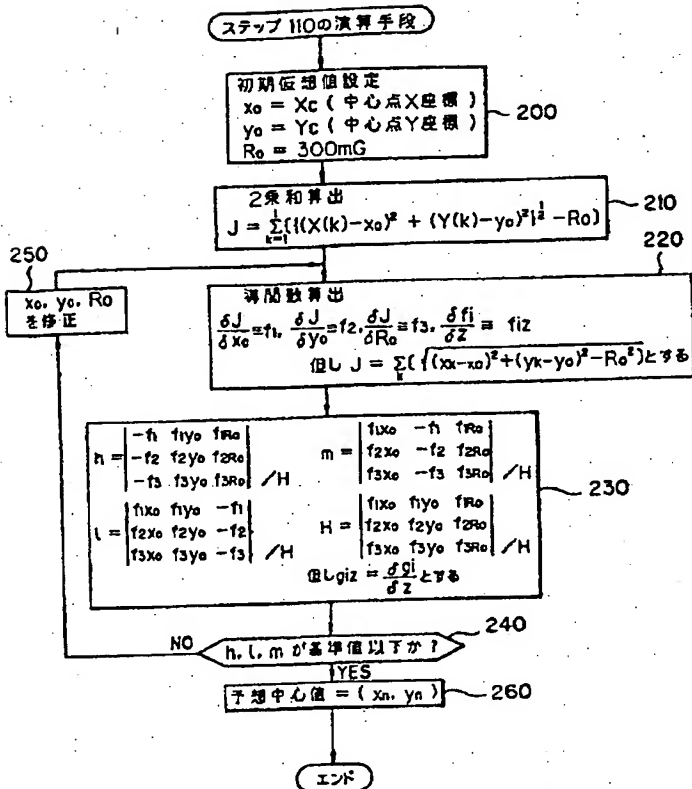 ステップ 110の演算手段
初期仮想値設定
x₀ = Xc ( 中心点X座標 )
y₀ = Yc ( 中心点Y座標 )
R₀ = 300mG
200
2乗和算出
J = Σ_{k=1}^{l} [{(X(k)-x₀)² + (Y(k)-y₀)²}^{1/2} -R₀]
210
250
x₀, y₀, R₀
を修正
220
導関数算出
δJ/δx₀ ≡ f₁, δJ/δy₀ ≡ f₂, δJ/δR₀ ≡ f₃, δfi/δz ≡ fiz
但し J = Σ_k [√{(xk-x₀)²+(yk-y₀)²-R₀²}]とする
h = |-f₁ f₁y₀ f₁R₀| m = |f₁x₀ -f₁ f₁R₀|
|-f₂ f₂y₀ f₂R₀| |f₂x₀ -f₂ f₂R₀|
|-f₃ f₃y₀ f₃R₀| /H |f₃x₀ -f₃ f₃R₀| /H
l = |f₁x₀ f₁y₀ -f₁| H = |f₁x₀ f₁y₀ f₁R₀|
|f₂x₀ f₂y₀ -f₂| |f₂x₀ f₂y₀ f₂R₀|
|f₃x₀ f₃y₀ -f₃| /H |f₃x₀ f₃y₀ f₃R₀| /H
但しgiz = δgi/δz とする
230
NO
h, l, m が基準値以下か?
240
YES
予想中心値 = (xn, yn)
260
エンド